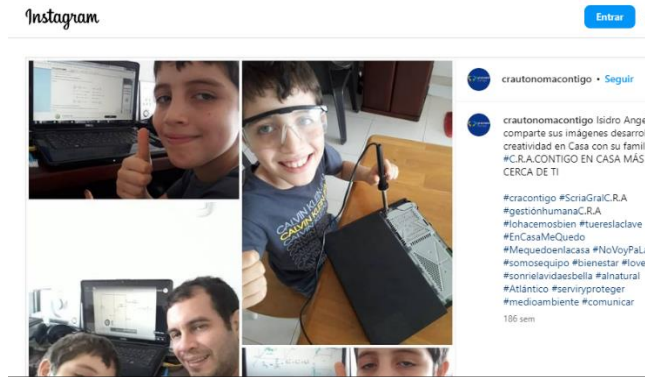 Instagram
Entrar
crautonomacontigo • Seguir
crautonomacontigo Isidro Ange
comparte sus imágenes desarrol
creatividad en Casa con su famil
#C.R.A.CONTIGO EN CASA MÁS
CERCA DE TI
#cracontigo #ScriaGralC.R.A
#gestiónhumanaC.R.A
#lohacemosbien #tuereslaclave
#EnCasaMeQuedo
#Mequedoenlacasa #NoVoyPaLa
#somosequipo #bienestar #love
#sonrielavidaesbella #alnatural
#Atlántico #serviryproteger
#medioambiente #comunicar
186 sem
CALVIN KLEIN